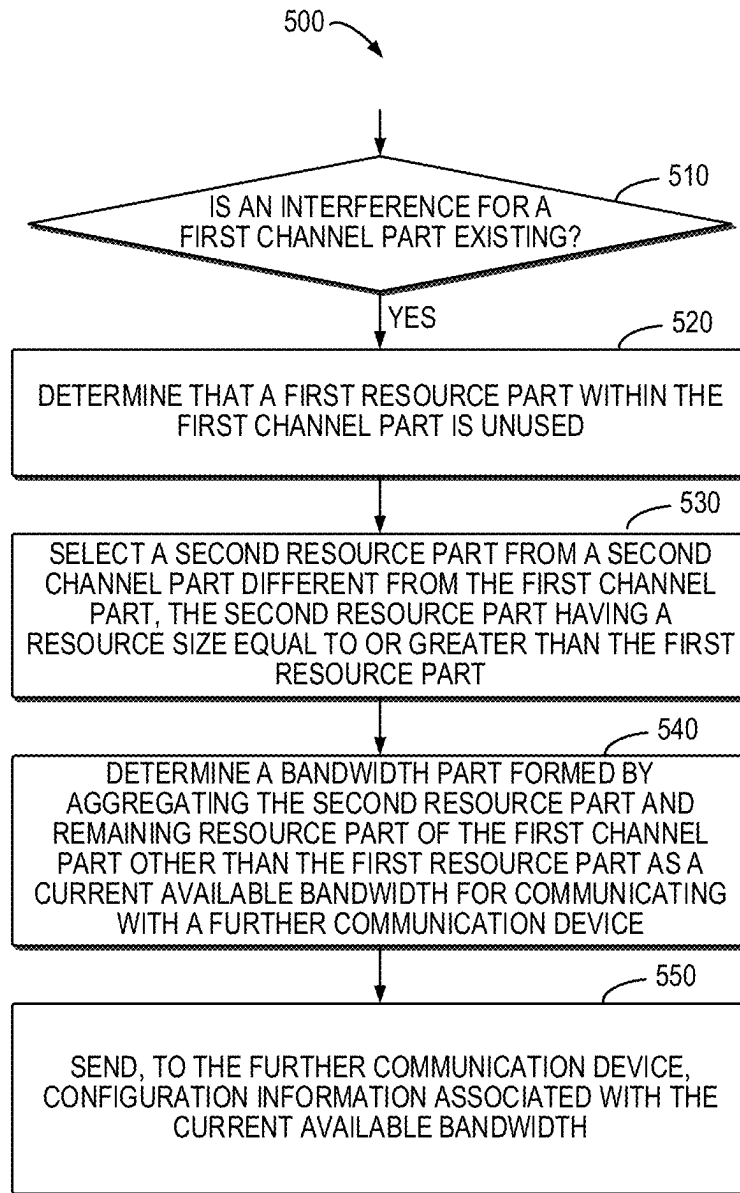 500
510
IS AN INTERFERENCE FOR A
FIRST CHANNEL PART EXISTING?
YES
520
DETERMINE THAT A FIRST RESOURCE PART WITHIN THE
FIRST CHANNEL PART IS UNUSED
530
SELECT A SECOND RESOURCE PART FROM A SECOND
CHANNEL PART DIFFERENT FROM THE FIRST CHANNEL
PART, THE SECOND RESOURCE PART HAVING A
RESOURCE SIZE EQUAL TO OR GREATER THAN THE FIRST
RESOURCE PART
540
DETERMINE A BANDWIDTH PART FORMED BY
AGGREGATING THE SECOND RESOURCE PART AND
REMAINING RESOURCE PART OF THE FIRST CHANNEL
PART OTHER THAN THE FIRST RESOURCE PART AS A
CURRENT AVAILABLE BANDWIDTH FOR COMMUNICATING
WITH A FURTHER COMMUNICATION DEVICE
550
SEND, TO THE FURTHER COMMUNICATION DEVICE,
CONFIGURATION INFORMATION ASSOCIATED WITH THE
CURRENT AVAILABLE BANDWIDTH